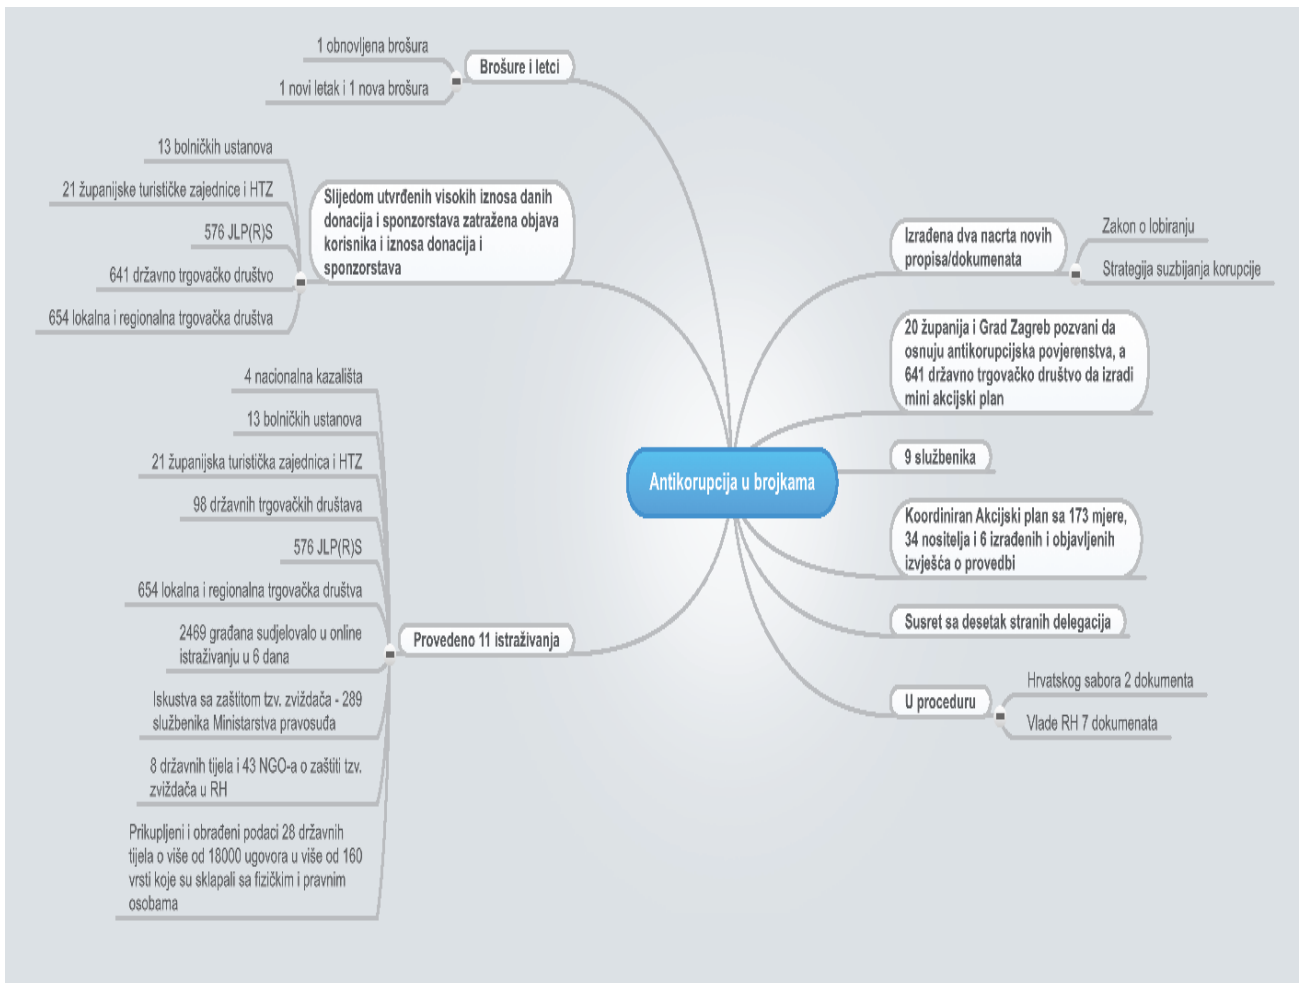 Antikorupcija u brojkama
Brošure i letci
1 obnovljena brošura
1 novi letak i 1 nova brošura
Slijedom utvrđenih visokih iznosa danih
donacija i sponzorstava zatražena objava
korisnika i iznosa donacija i
sponzorstava
13 bolničkih ustanova
21 županijske turističke zajednice i HTZ
576 JLP(R)S
641 državno trgovačko društvo
654 lokalna i regionalna trgovačka društva
Provedeno 11 istraživanja
4 nacionalna kazališta
13 bolničkih ustanova
21 županijska turistička zajednica i HTZ
98 državnih trgovačkih društava
576 JLP(R)S
654 lokalna i regionalna trgovačka društva
2469 građana sudjelovalo u online
istraživanju u 6 dana
Iskustva sa zaštitom tzv. zviždača - 289
službenika Ministarstva pravosuđa
8 državnih tijela i 43 NGO-a o zaštiti tzv.
zviždača u RH
Prikupljeni i obrađeni podaci 28 državnih
tijela o više od 18000 ugovora u više od 160
vrsti koje su sklapali sa fizičkim i pravnim
osobama
Izrađena dva nacrta novih
propisa/dokumenata
Zakon o lobiranju
Strategija suzbijanja korupcije
20 županija i Grad Zagreb pozvani da
osnuju antikorupcijska povjerenstva, a
641 državno trgovačko društvo da izradi
mini akcijski plan
9 službenika
Koordiniran Akcijski plan sa 173 mjere,
34 nositelja i 6 izrađenih i objavljenih
izvješća o provedbi
Susret sa desetak stranih delegacija
U proceduru
Hrvatskog sabora 2 dokumenta
Vlade RH 7 dokumenata